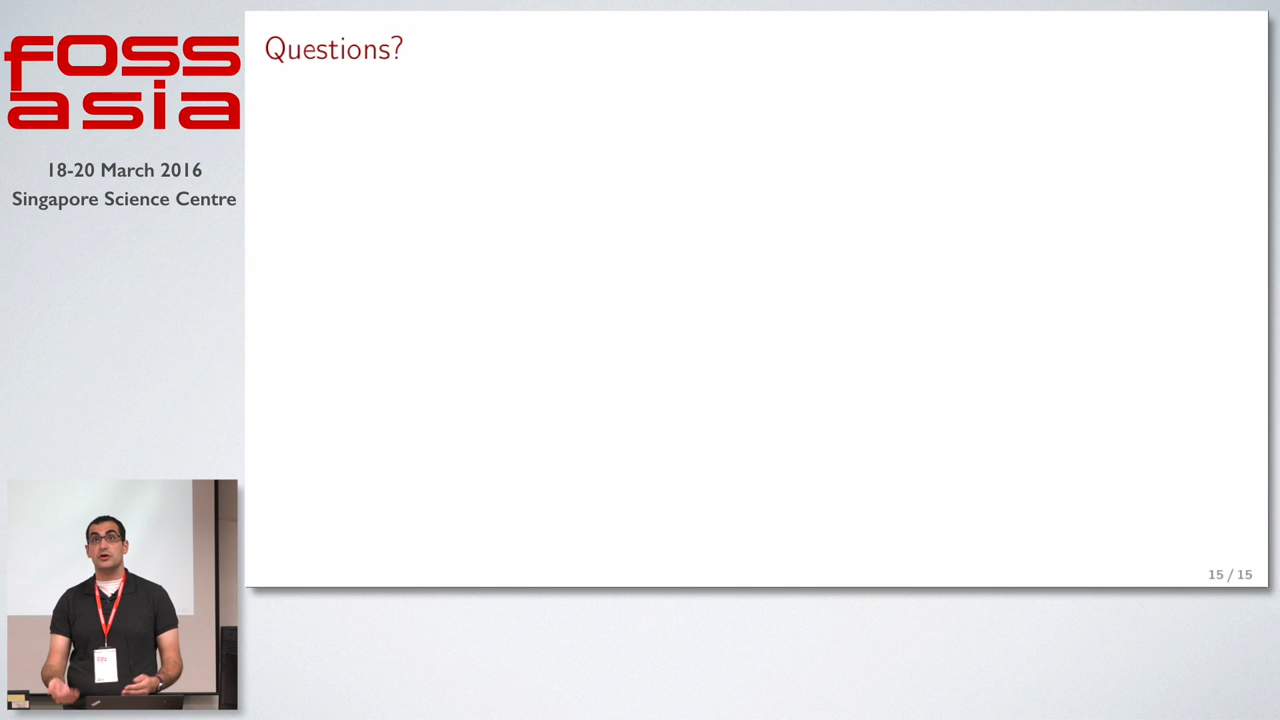 foss
asia
18-20 March 2016
Singapore Science Centre
Questions?
15 / 15